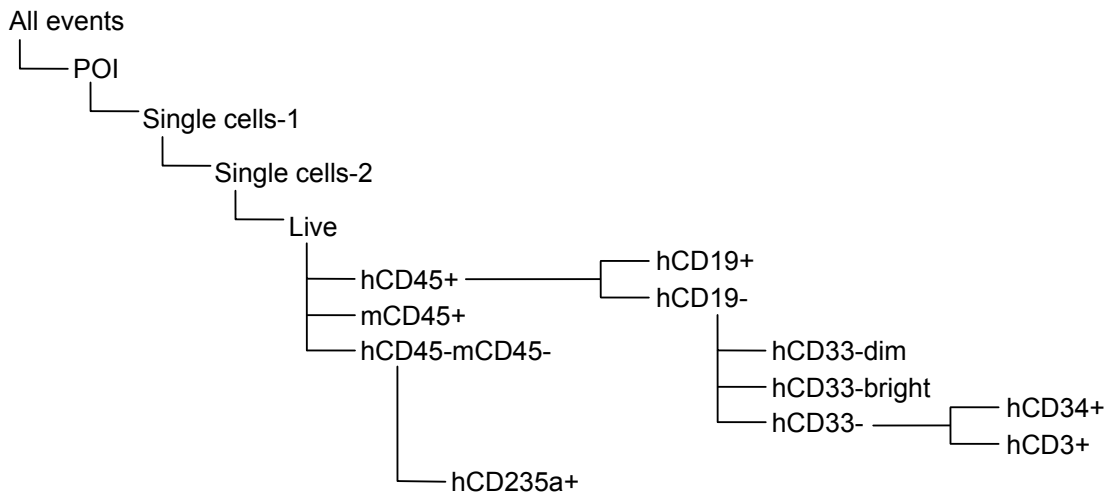 All events
POI
Single cells-1
Single cells-2
Live
hCD45+
mCD45+
hCD45-mCD45-
hCD235a+
hCD19+
hCD19-
hCD33-dim
hCD33-bright
hCD33-
hCD34+
hCD3+